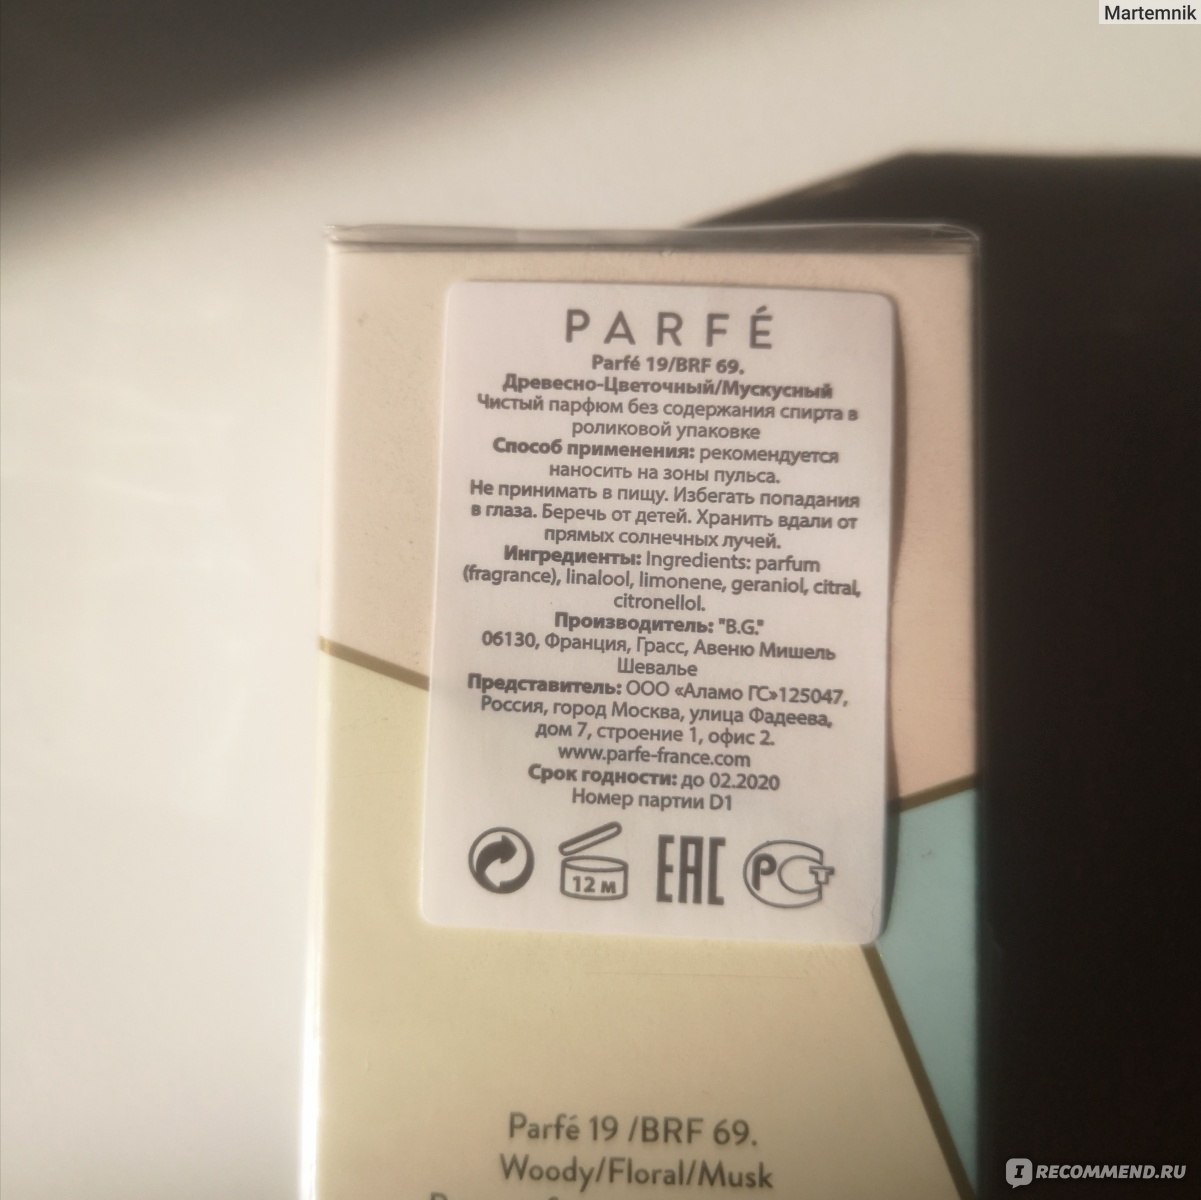 Martemnik
PARFÉ
Parfé 19/BRF 69.
Древесно-Цветочный/Мускусный
Чистый парфюм без содержания спирта в
роликовой упаковке
Способ применения: рекомендуется
наносить на зоны пульса.
Не принимать в пищу. Избегать попадания
в глаза. Беречь от детей. Хранить вдали от
прямых солнечных лучей.
Ингредиенты: Ingredients: parfum
(fragrance), linalool, limonene, geraniol, citral,
citronellol.
Производитель: "B.G."
06130, Франция, Грасс, Авеню Мишель
Шевалье
Представитель: ООО «Аламо ГС»125047,
Россия, город Москва, улица Фадеева,
дом 7, строение 1, офис 2.
www.parfe-france.com
Срок годности: до 02.2020
Номер партии D1
12 м EAC РСТ
Parfé 19 /BRF 69.
Woody/Floral/Musk
IRECOMMEND.RU